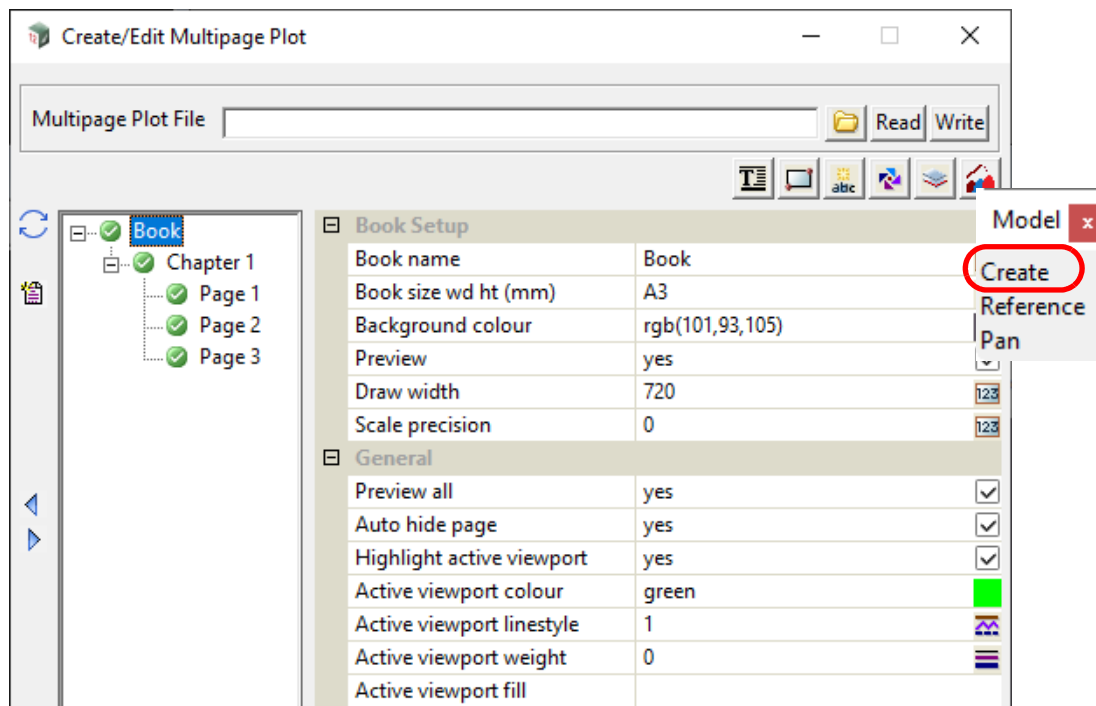 Create/Edit Multipage Plot
Multipage Plot File Read Write
T abc
Model x
Create
Reference
Pan
Book
Chapter 1
Page 1
Page 2
Page 3
Book Setup
Book name Book
Book size wd ht (mm) A3
Background colour rgb(101,93,105)
Preview yes
Draw width 720 123
Scale precision 0 123
General
Preview all yes
Auto hide page yes
Highlight active viewport yes
Active viewport colour green
Active viewport linestyle 1
Active viewport weight 0
Active viewport fill